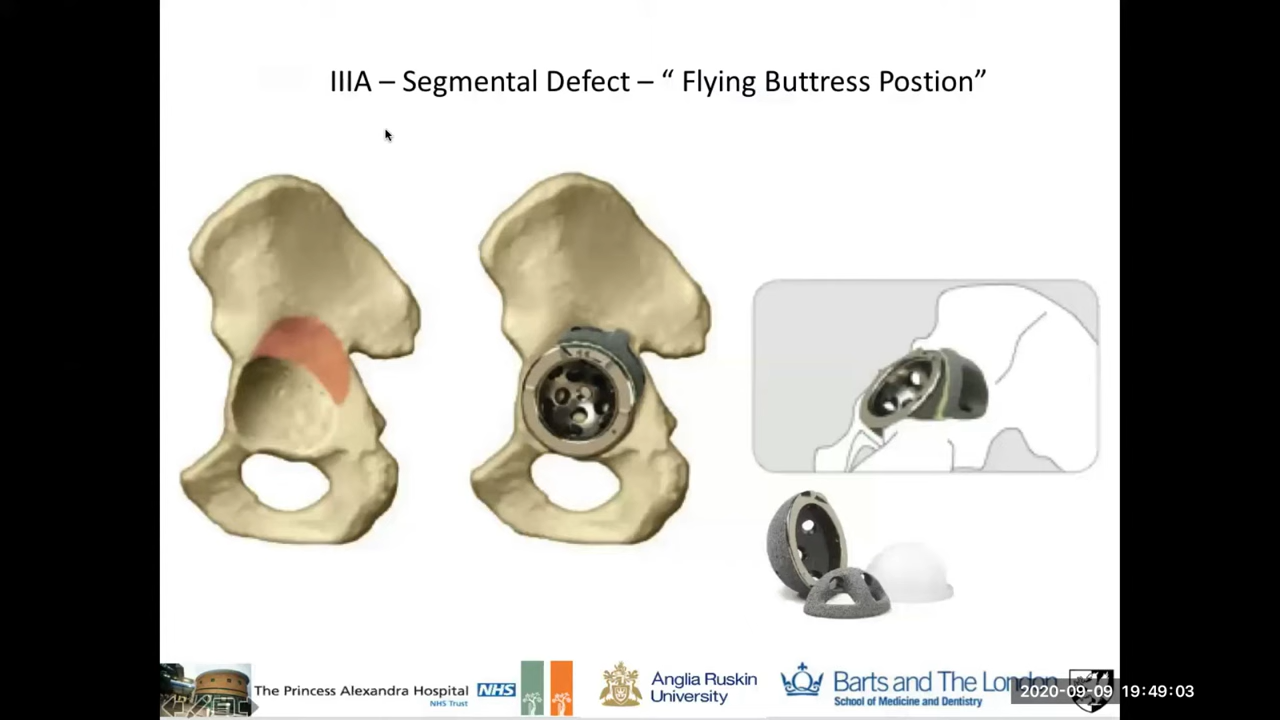 IIIA – Segmental Defect – “ Flying Buttress Postion”
The Princess Alexandra Hospital NHS
NHS Trust
Anglia Ruskin
University
Barts and The London
School of Medicine and Dentistry
2020-09-09 19:49:03